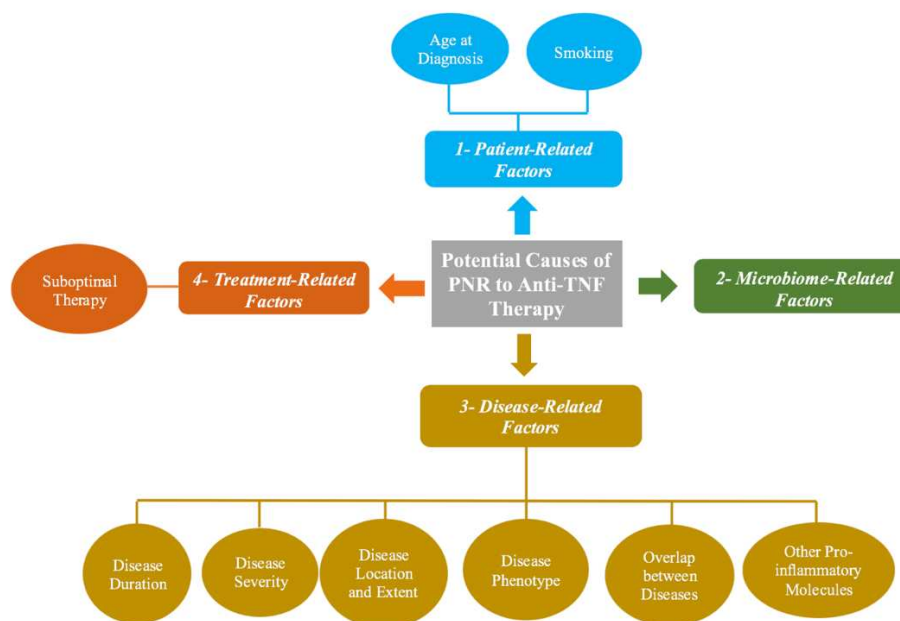 Age at
Diagnosis
Smoking
1- Patient-Related
Factors
Potential Causes of
PNR to Anti-TNF
Therapy
2- Microbiome-Related
Factors
4- Treatment-Related
Factors
Suboptimal
Therapy
3- Disease-Related
Factors
Disease
Duration
Disease
Severity
Disease
Location
and Extent
Disease
Phenotype
Overlap
between
Diseases
Other Pro-
inflammatory
Molecules